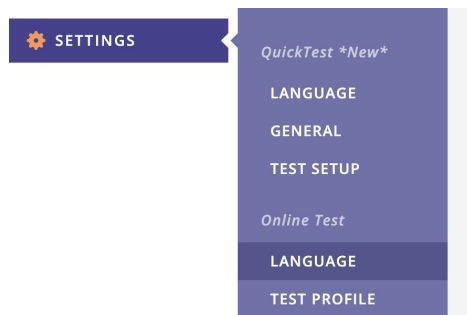 SETTINGS
QuickTest *New*
LANGUAGE
GENERAL
TEST SETUP
Online Test
LANGUAGE
TEST PROFILE